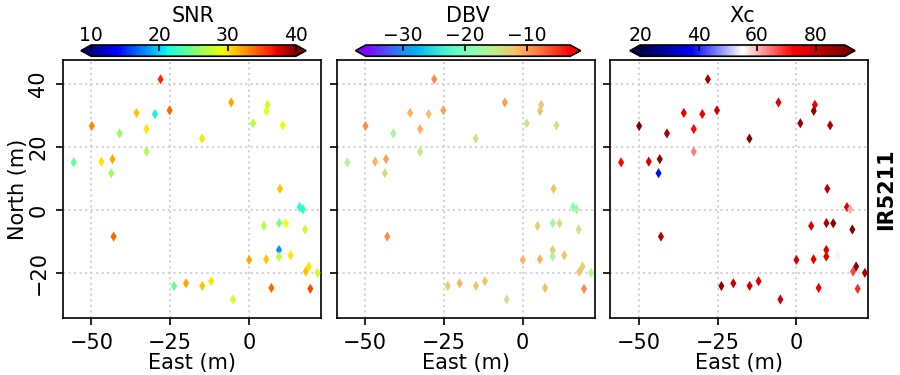 SNR DBV Xc
10 20 30 40 −30 −20 −10 20 40 60 80
40
20
0
−20
North (m)
IR5211
−50 −25 0 −50 −25 0 −50 −25 0
East (m) East (m) East (m)